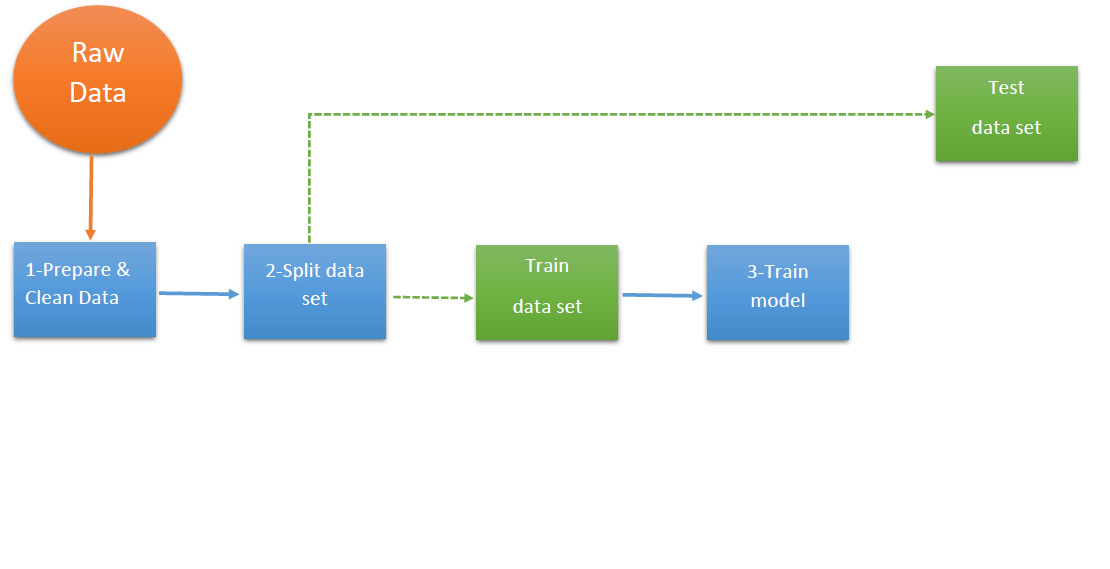 Raw
Data
Test
data set
1-Prepare &
Clean Data
2-Split data
set
Train
data set
3-Train
model